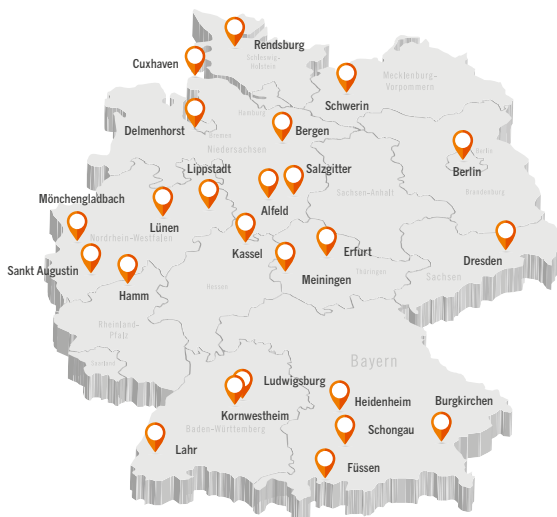 Rendsburg
Schleswig-
Holstein
Cuxhaven
Mecklenburg-
Vorpommern
Schwerin
Hamburg
Delmenhorst
Bergen
Bremen
Niedersachsen
Berlin
Berlin
Lippstadt
Salzgitter
Brandenburg
Sachsen-Anhalt
Mönchengladbach
Alfeld
Lünen
Nordrhein-Westfalen
Kassel
Erfurt
Dresden
Sankt Augustin
Meiningen
Thüringen
Sachsen
Hamm
Hessen
Rheinland-
Pfalz
Saarland
Bayern
Ludwigsburg
Heidenheim
Burgkirchen
Kornwestheim
Baden-Württemberg
Schongau
Lahr
Füssen